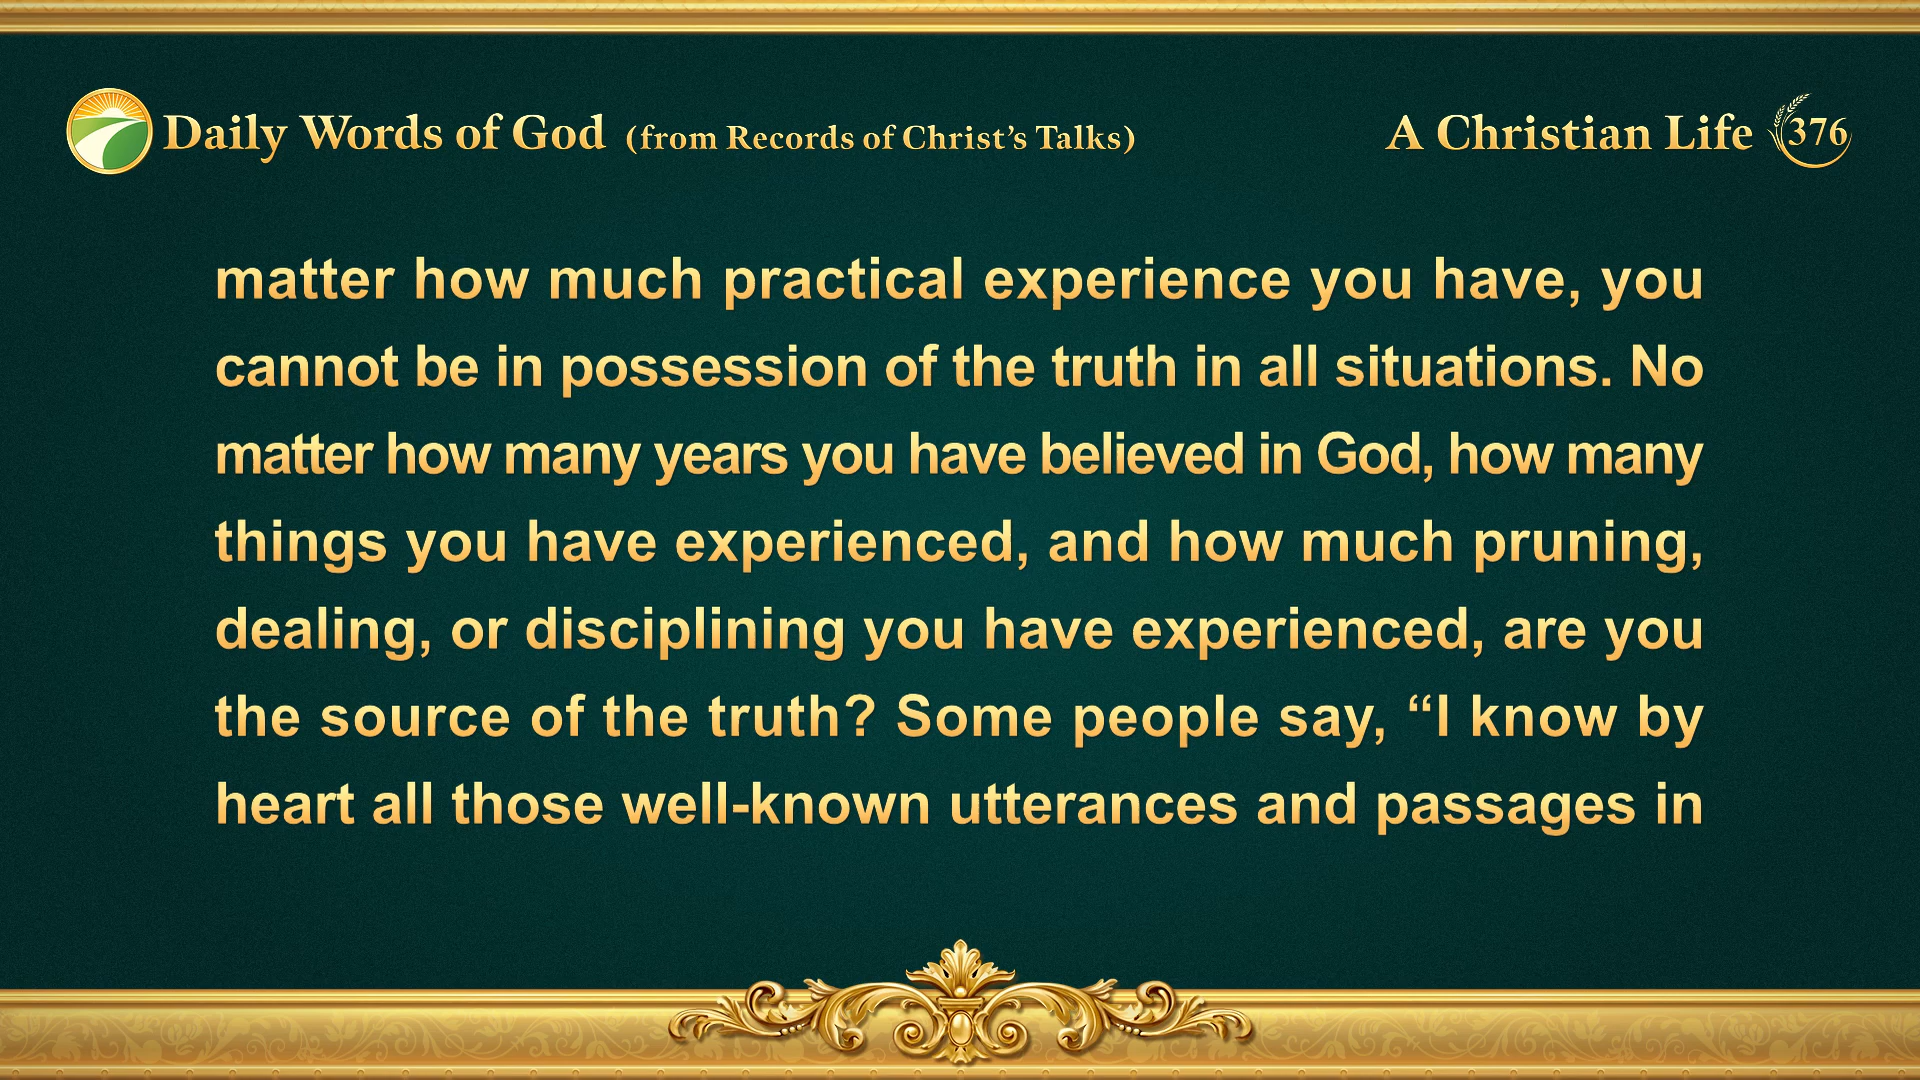 Daily Words of God (from Records of Christ’s Talks)
A Christian Life 376
matter how much practical experience you have, you
cannot be in possession of the truth in all situations. No
matter how many years you have believed in God, how many
things you have experienced, and how much pruning,
dealing, or disciplining you have experienced, are you
the source of the truth? Some people say, “I know by
heart all those well-known utterances and passages in